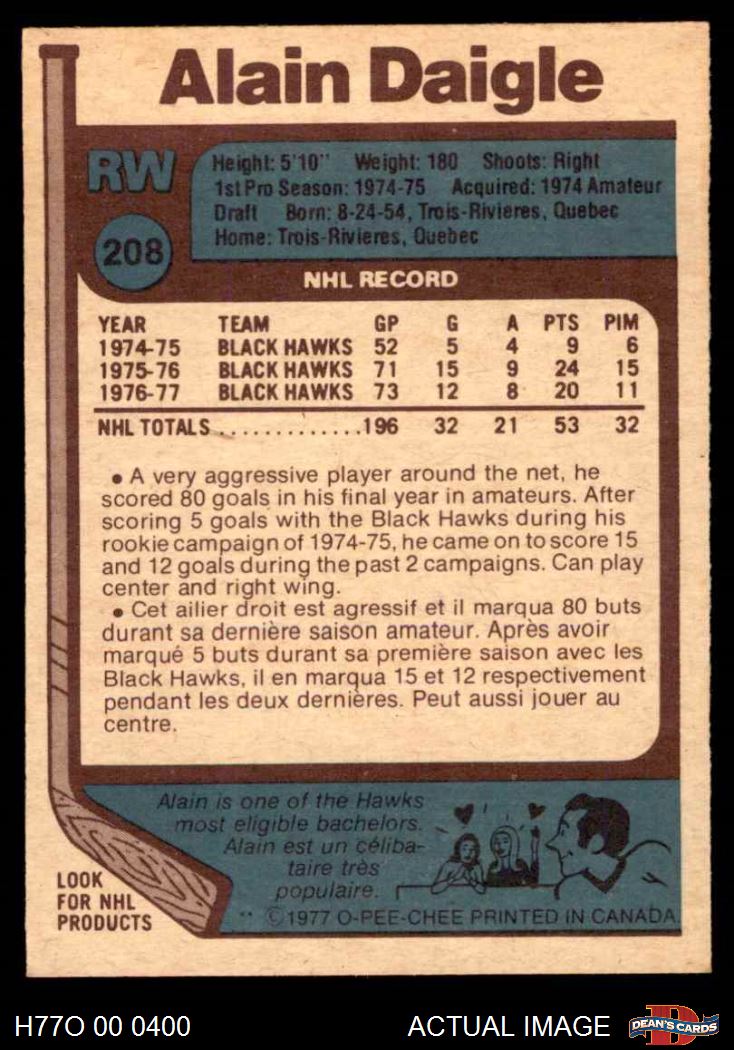 Alain Daigle
RW
208
Height: 5'10" Weight: 180 Shoots: Right
1st Pro Season: 1974-75 Acquired: 1974 Amateur
Draft Born: 8-24-54, Trois-Rivieres, Quebec
Home: Trois-Rivieres, Quebec
NHL RECORD
YEAR TEAM GP G A PTS PIM
1974-75 BLACK HAWKS 52 5 4 9 6
1975-76 BLACK HAWKS 71 15 9 24 15
1976-77 BLACK HAWKS 73 12 8 20 11
NHL TOTALS.............196 32 21 53 32
• A very aggressive player around the net, he
scored 80 goals in his final year in amateurs. After
scoring 5 goals with the Black Hawks during his
rookie campaign of 1974-75, he came on to score 15
and 12 goals during the past 2 campaigns. Can play
center and right wing.
• Cet ailier droit est agressif et il marqua 80 buts
durant sa dernière saison amateur. Après avoir
marqué 5 buts durant sa première saison avec les
Black Hawks, il en marqua 15 et 12 respectivement
pendant les deux dernières. Peut aussi jouer au
centre.
Alain is one of the Hawks
most eligible bachelors.
Alain est un céliba-
taire très
populaire.
LOOK
FOR NHL
PRODUCTS
** ©1977 O-PEE-CHEE PRINTED IN CANADA.
H77O 00 0400
ACTUAL IMAGE
DEAN'S CARDS